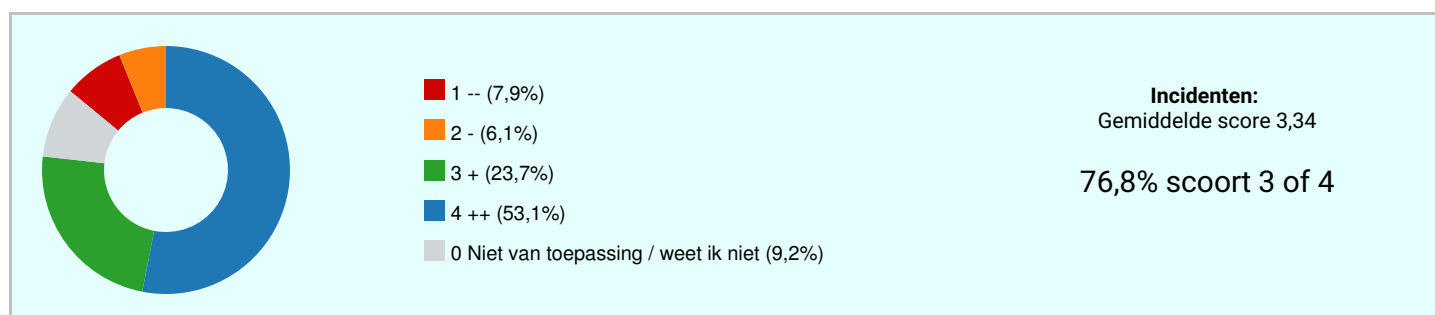 1 -- (7,9%)
2 - (6,1%)
3 + (23,7%)
4 ++ (53,1%)
0 Niet van toepassing / weet ik niet (9,2%)
Incidenten:
Gemiddelde score 3,34
76,8% scoort 3 of 4